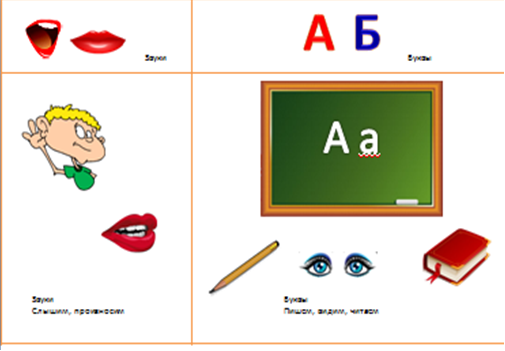 Звуки
А Б
Буквы
А а
Звуки
Слышим, произносим
Буквы
Пишем, видим, читаем